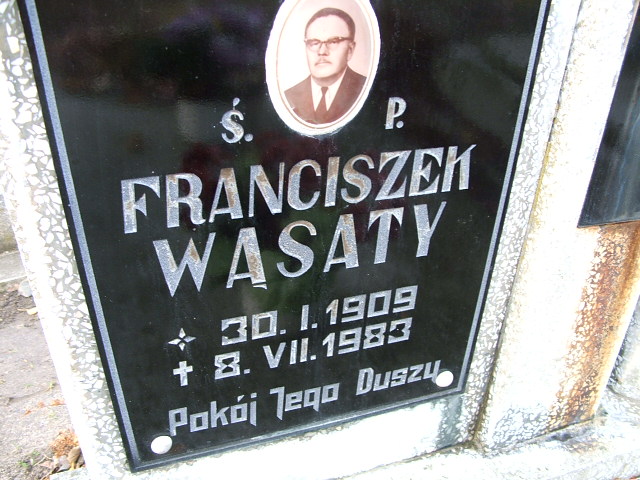 Ś. P.
FRANCISZEK
WĄSATY
30. I. 1909
8. VII. 1983
Pokój Jego Duszy